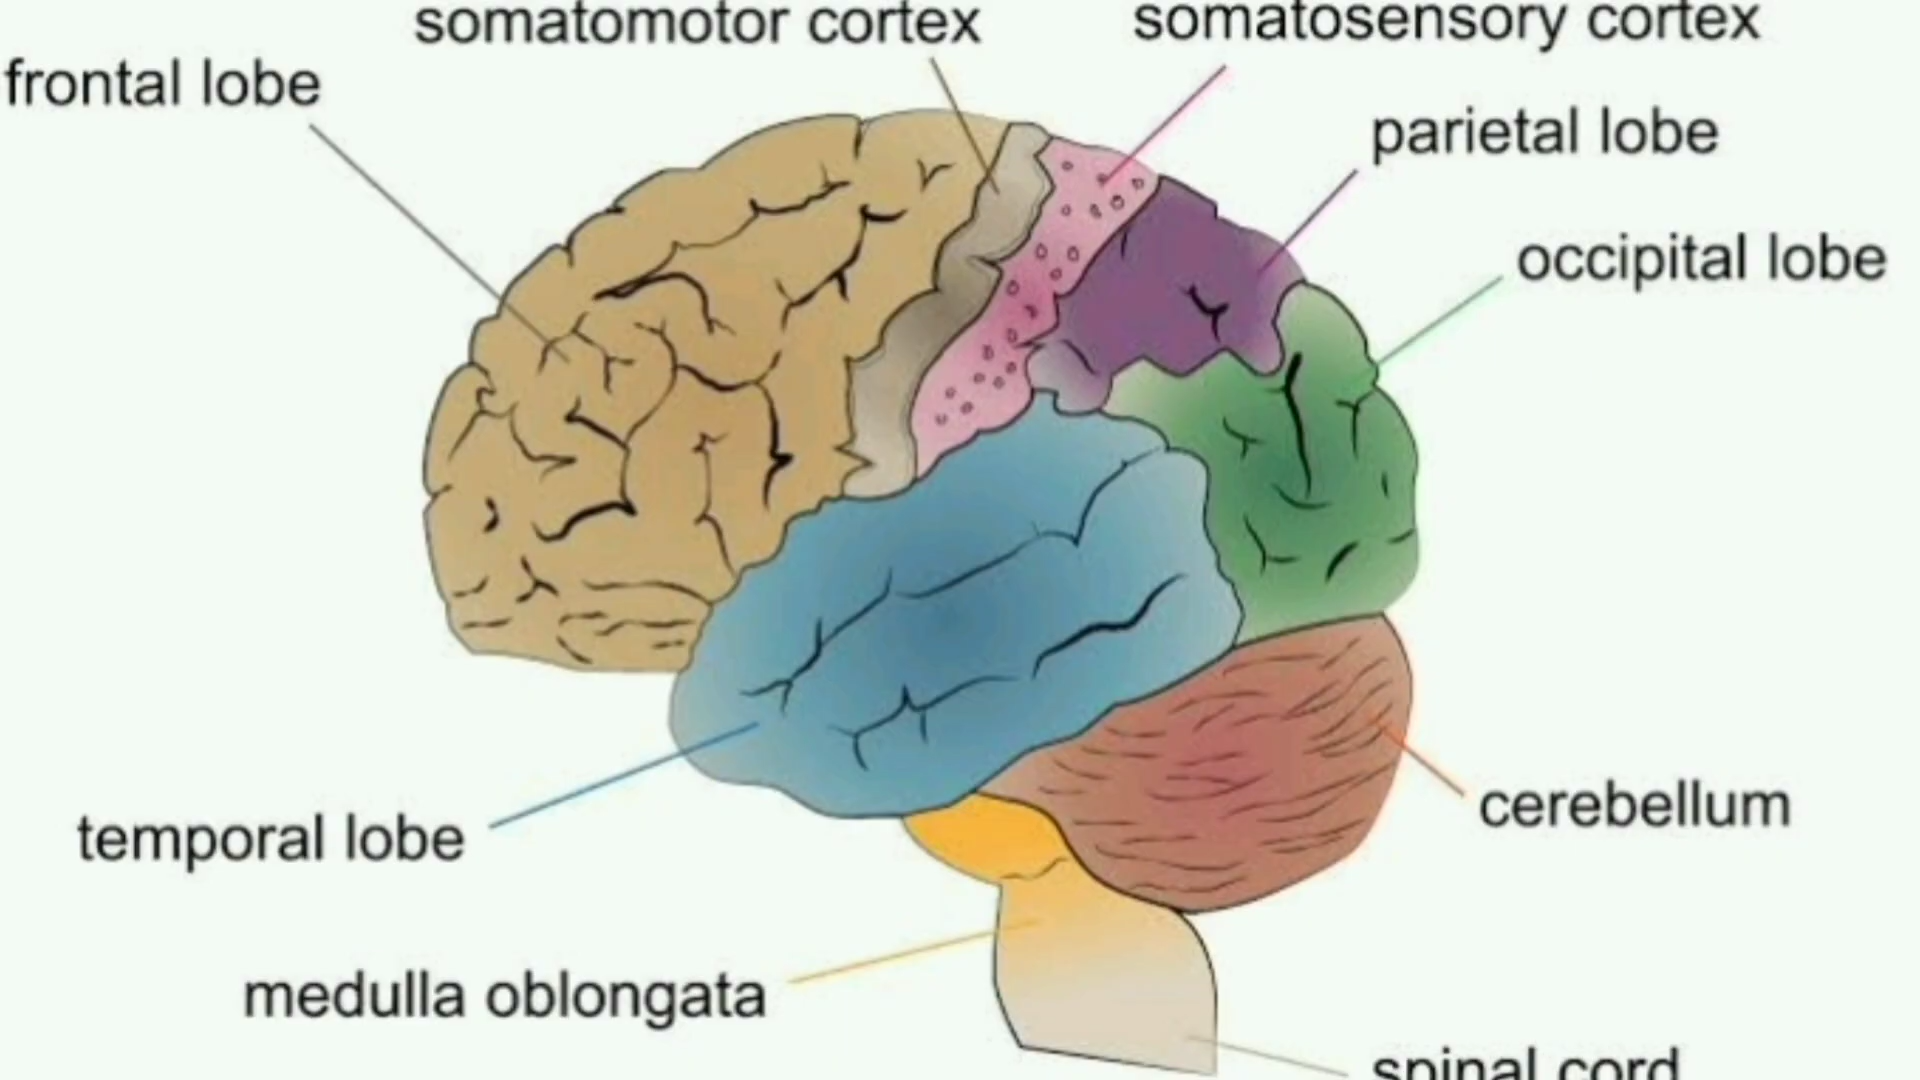 somatomotor cortex
somatosensory cortex
frontal lobe
parietal lobe
occipital lobe
temporal lobe
cerebellum
medulla oblongata
spinal cord